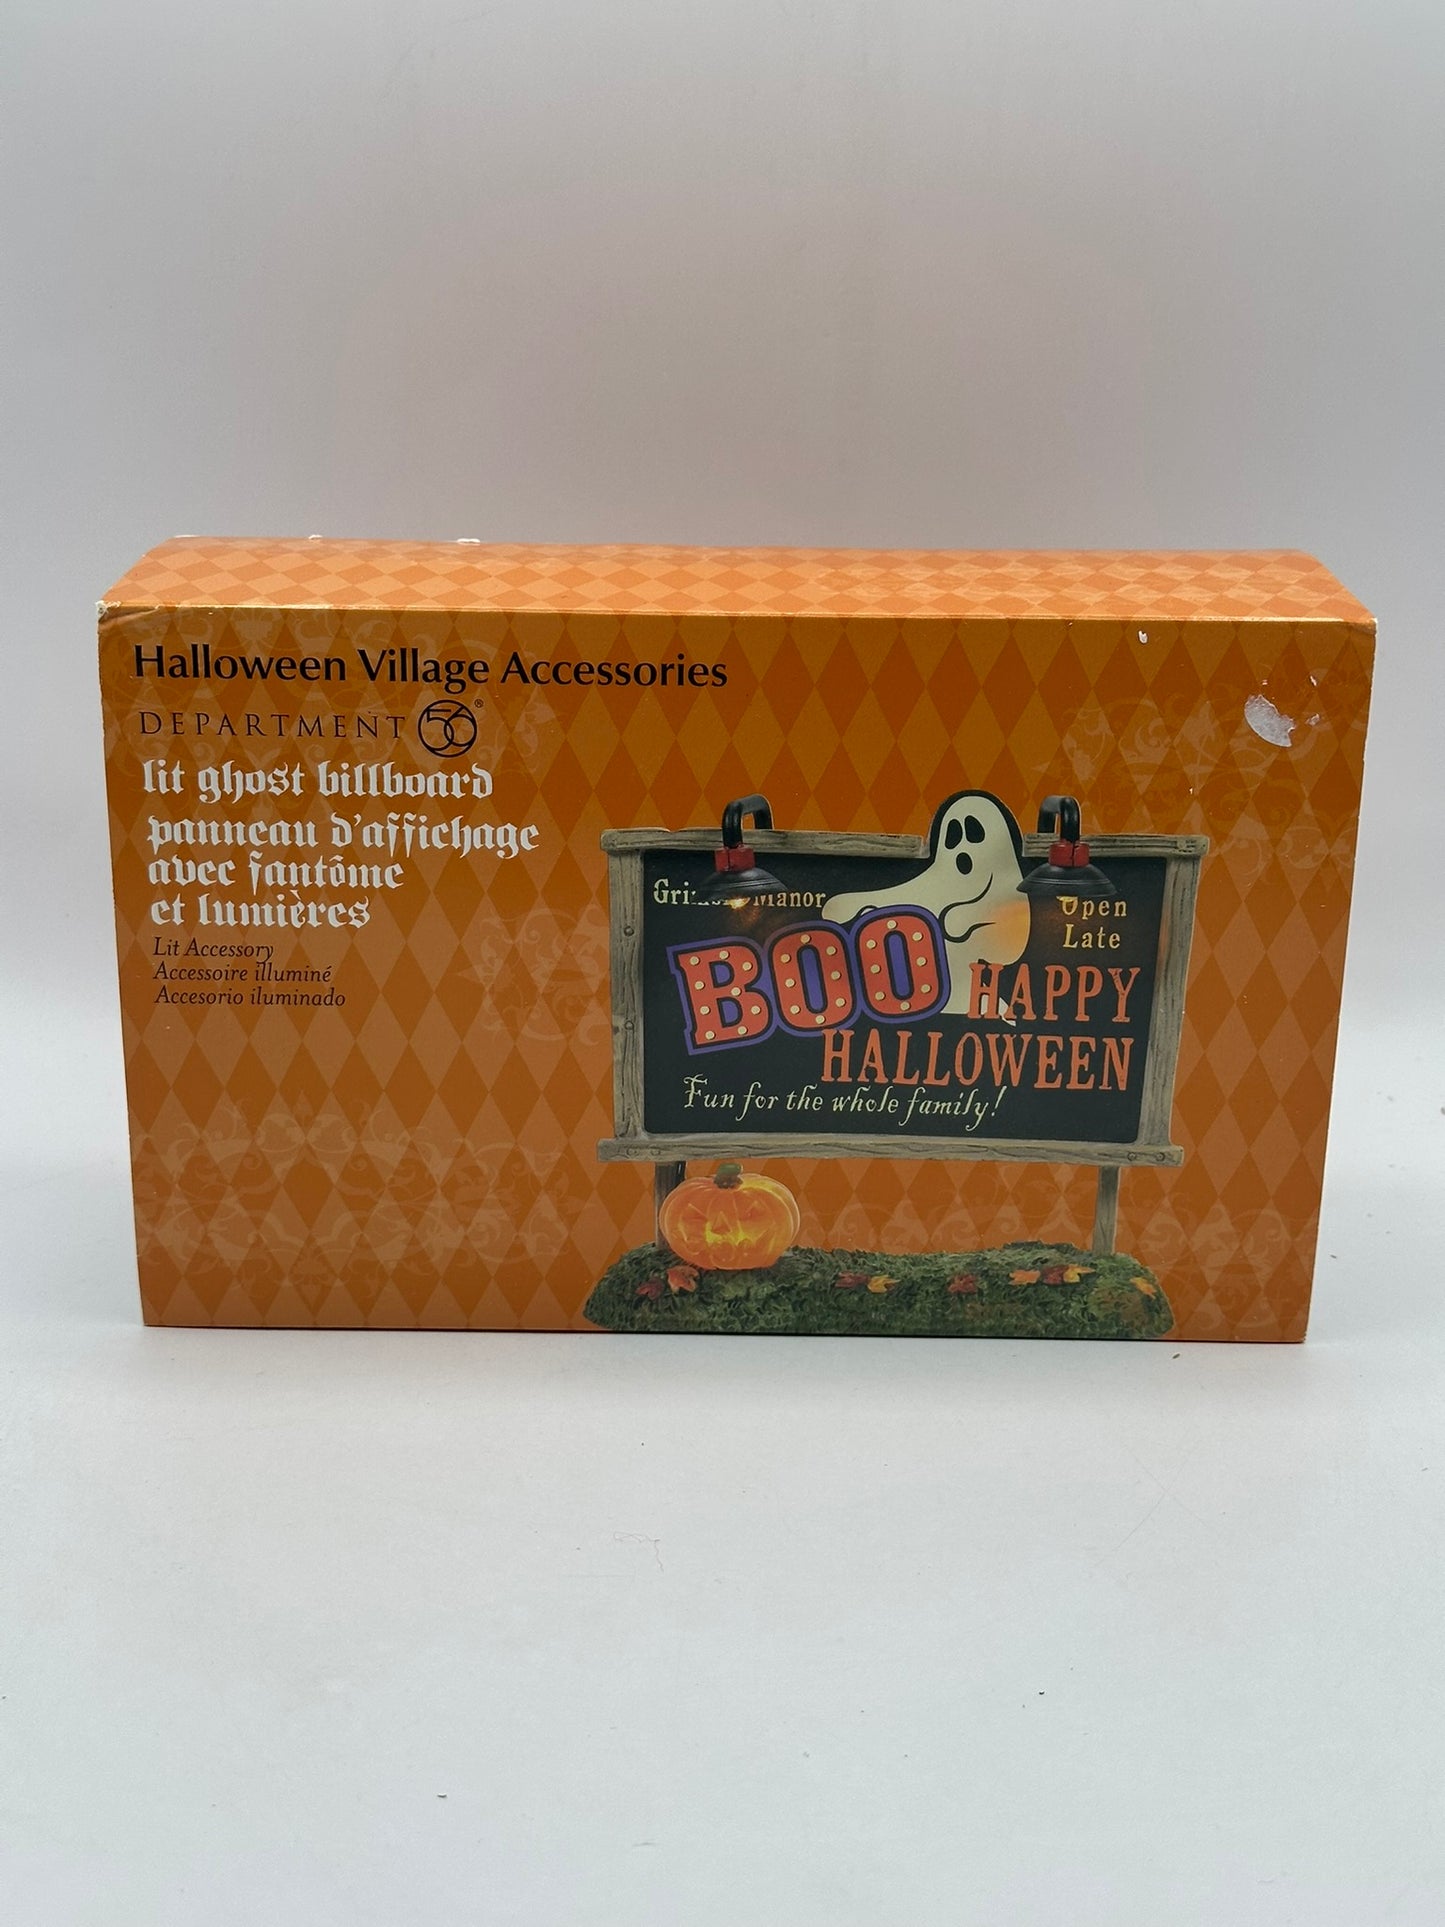 Halloween Village Accessories
DEPARTMENT 56®
lit ghost billboard
panneau d'affichage
avec fantôme
et lumières
Lit Accessory
Accessoire illuminé
Accesorio iluminado
Manor
Open
Late
BOO
HAPPY
HALLOWEEN
Fun for the whole family!